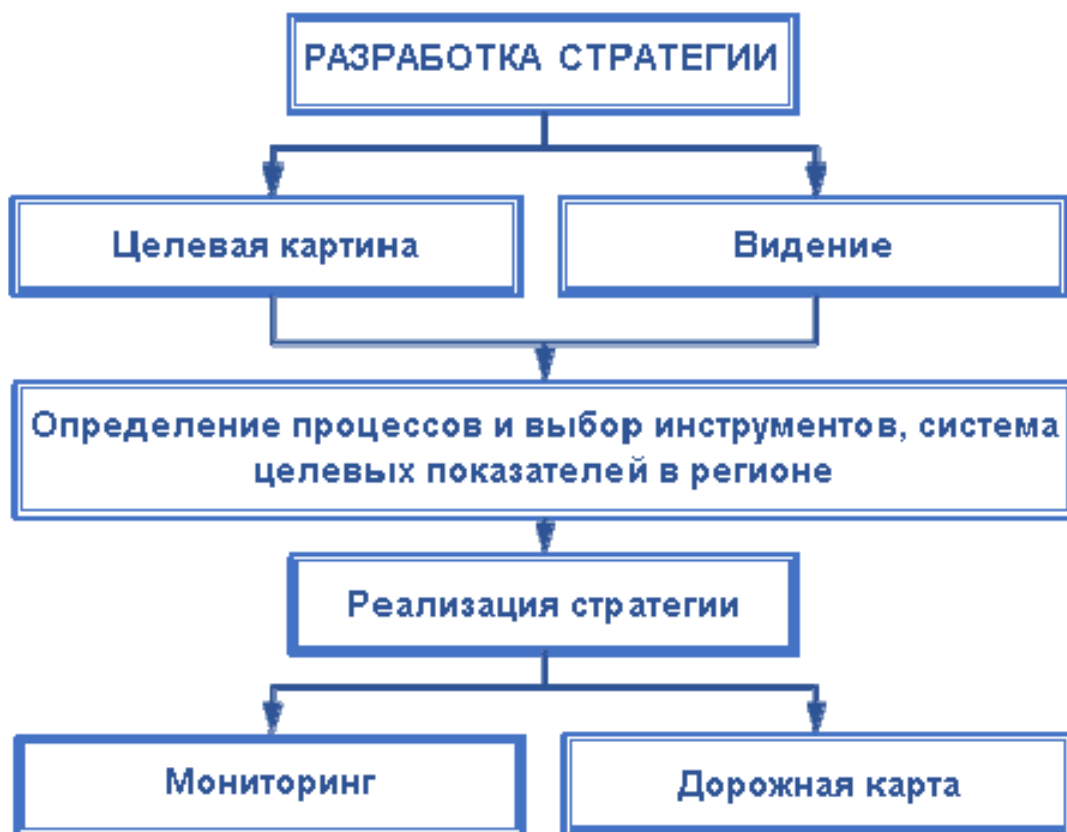 РАЗРАБОТКА СТРАТЕГИИ
Целевая картина
Видение
Определение процессов и выбор инструментов, система
целевых показателей в регионе
Реализация стратегии
Мониторинг
Дорожная карта